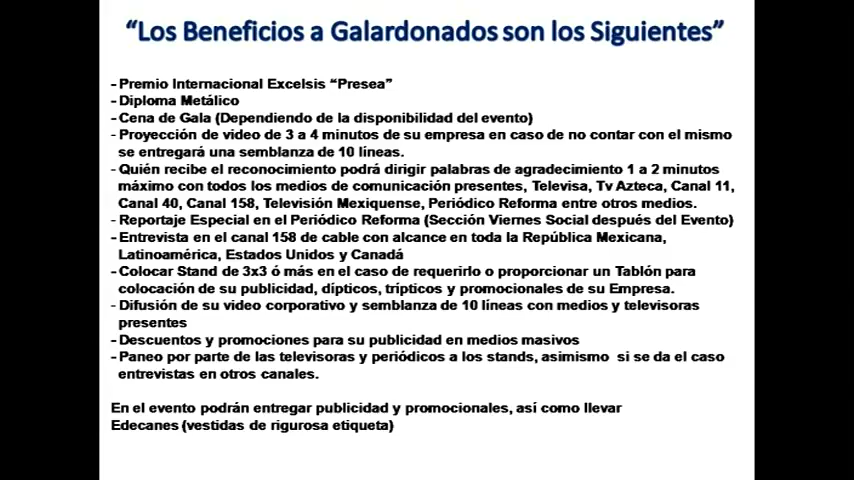 “Los Beneficios a Galardonados son los Siguientes”
- Premio Internacional Excelsis “Presea”
- Diploma Metálico
- Cena de Gala (Dependiendo de la disponibilidad del evento)
- Proyección de video de 3 a 4 minutos de su empresa en caso de no contar con el mismo
se entregará una semblanza de 10 líneas.
- Quién recibe el reconocimiento podrá dirigir palabras de agradecimiento 1 a 2 minutos
máximo con todos los medios de comunicación presentes, Televisa, Tv Azteca, Canal 11,
Canal 40, Canal 158, Televisión Mexiquense, Periódico Reforma entre otros medios.
- Reportaje Especial en el Periódico Reforma (Sección Viernes Social después del Evento)
- Entrevista en el canal 158 de cable con alcance en toda la República Mexicana,
Latinoamérica, Estados Unidos y Canadá
- Colocar Stand de 3x3 ó más en el caso de requerirlo o proporcionar un Tablón para
colocación de su publicidad, dípticos, trípticos y promocionales de su Empresa.
- Difusión de su video corporativo y semblanza de 10 líneas con medios y televisoras
presentes
- Descuentos y promociones para su publicidad en medios masivos
- Paneo por parte de las televisoras y periódicos a los stands, asimismo si se da el caso
entrevistas en otros canales.
En el evento podrán entregar publicidad y promocionales, así como llevar
Edecanes (vestidas de rigurosa etiqueta)